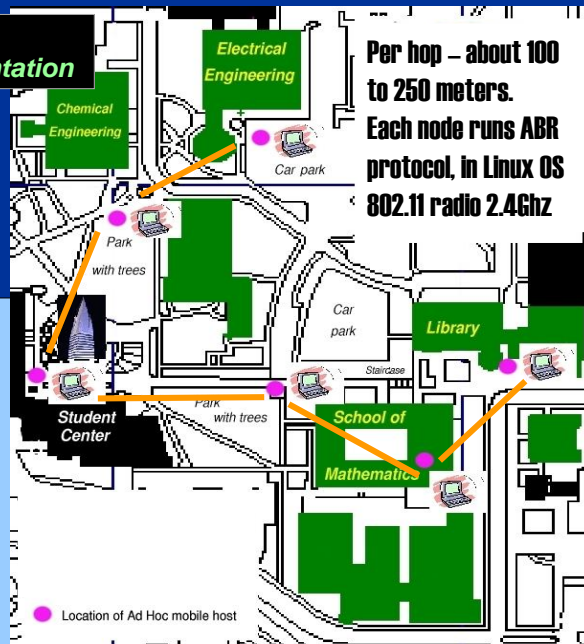 ntation
Electrical
Engineering
Chemical
Engineering
Per hop – about 100
to 250 meters.
Each node runs ABR
protocol, in Linux OS
802.11 radio 2.4Ghz
Car park
Park
with trees
Car
park
Library
Staircase
Student
Center
Park
with trees
School of
Mathematics
Location of Ad Hoc mobile host